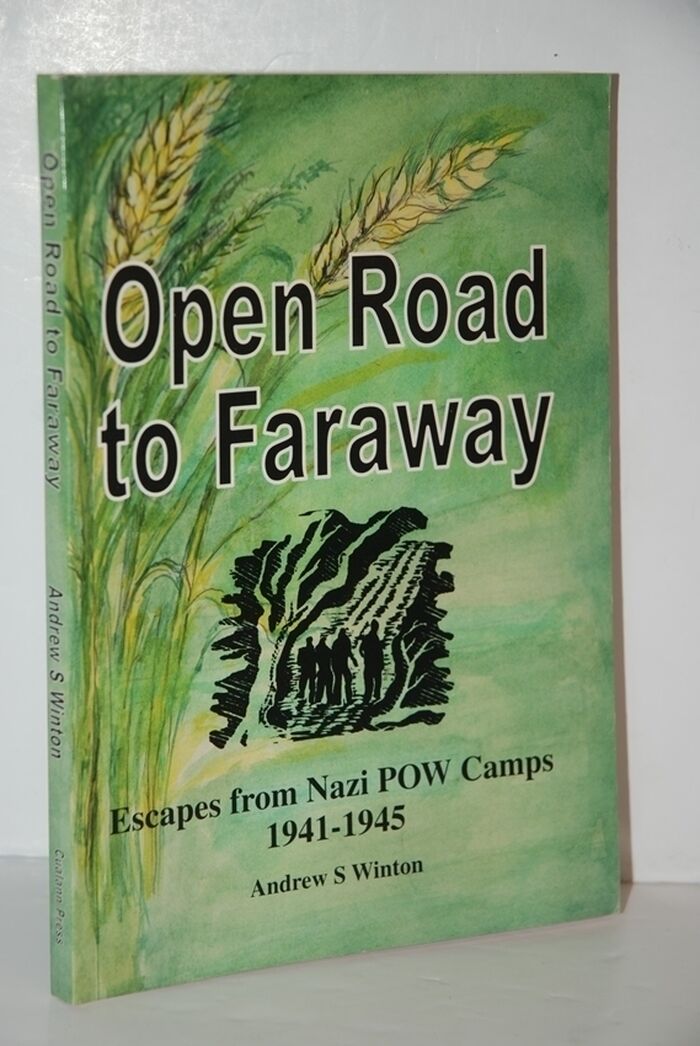 Open Road
to Faraway
Escapes from Nazi POW Camps
1941-1945
Andrew S Winton
Open Road to Faraway
Andrew S Winton
Cualann Press